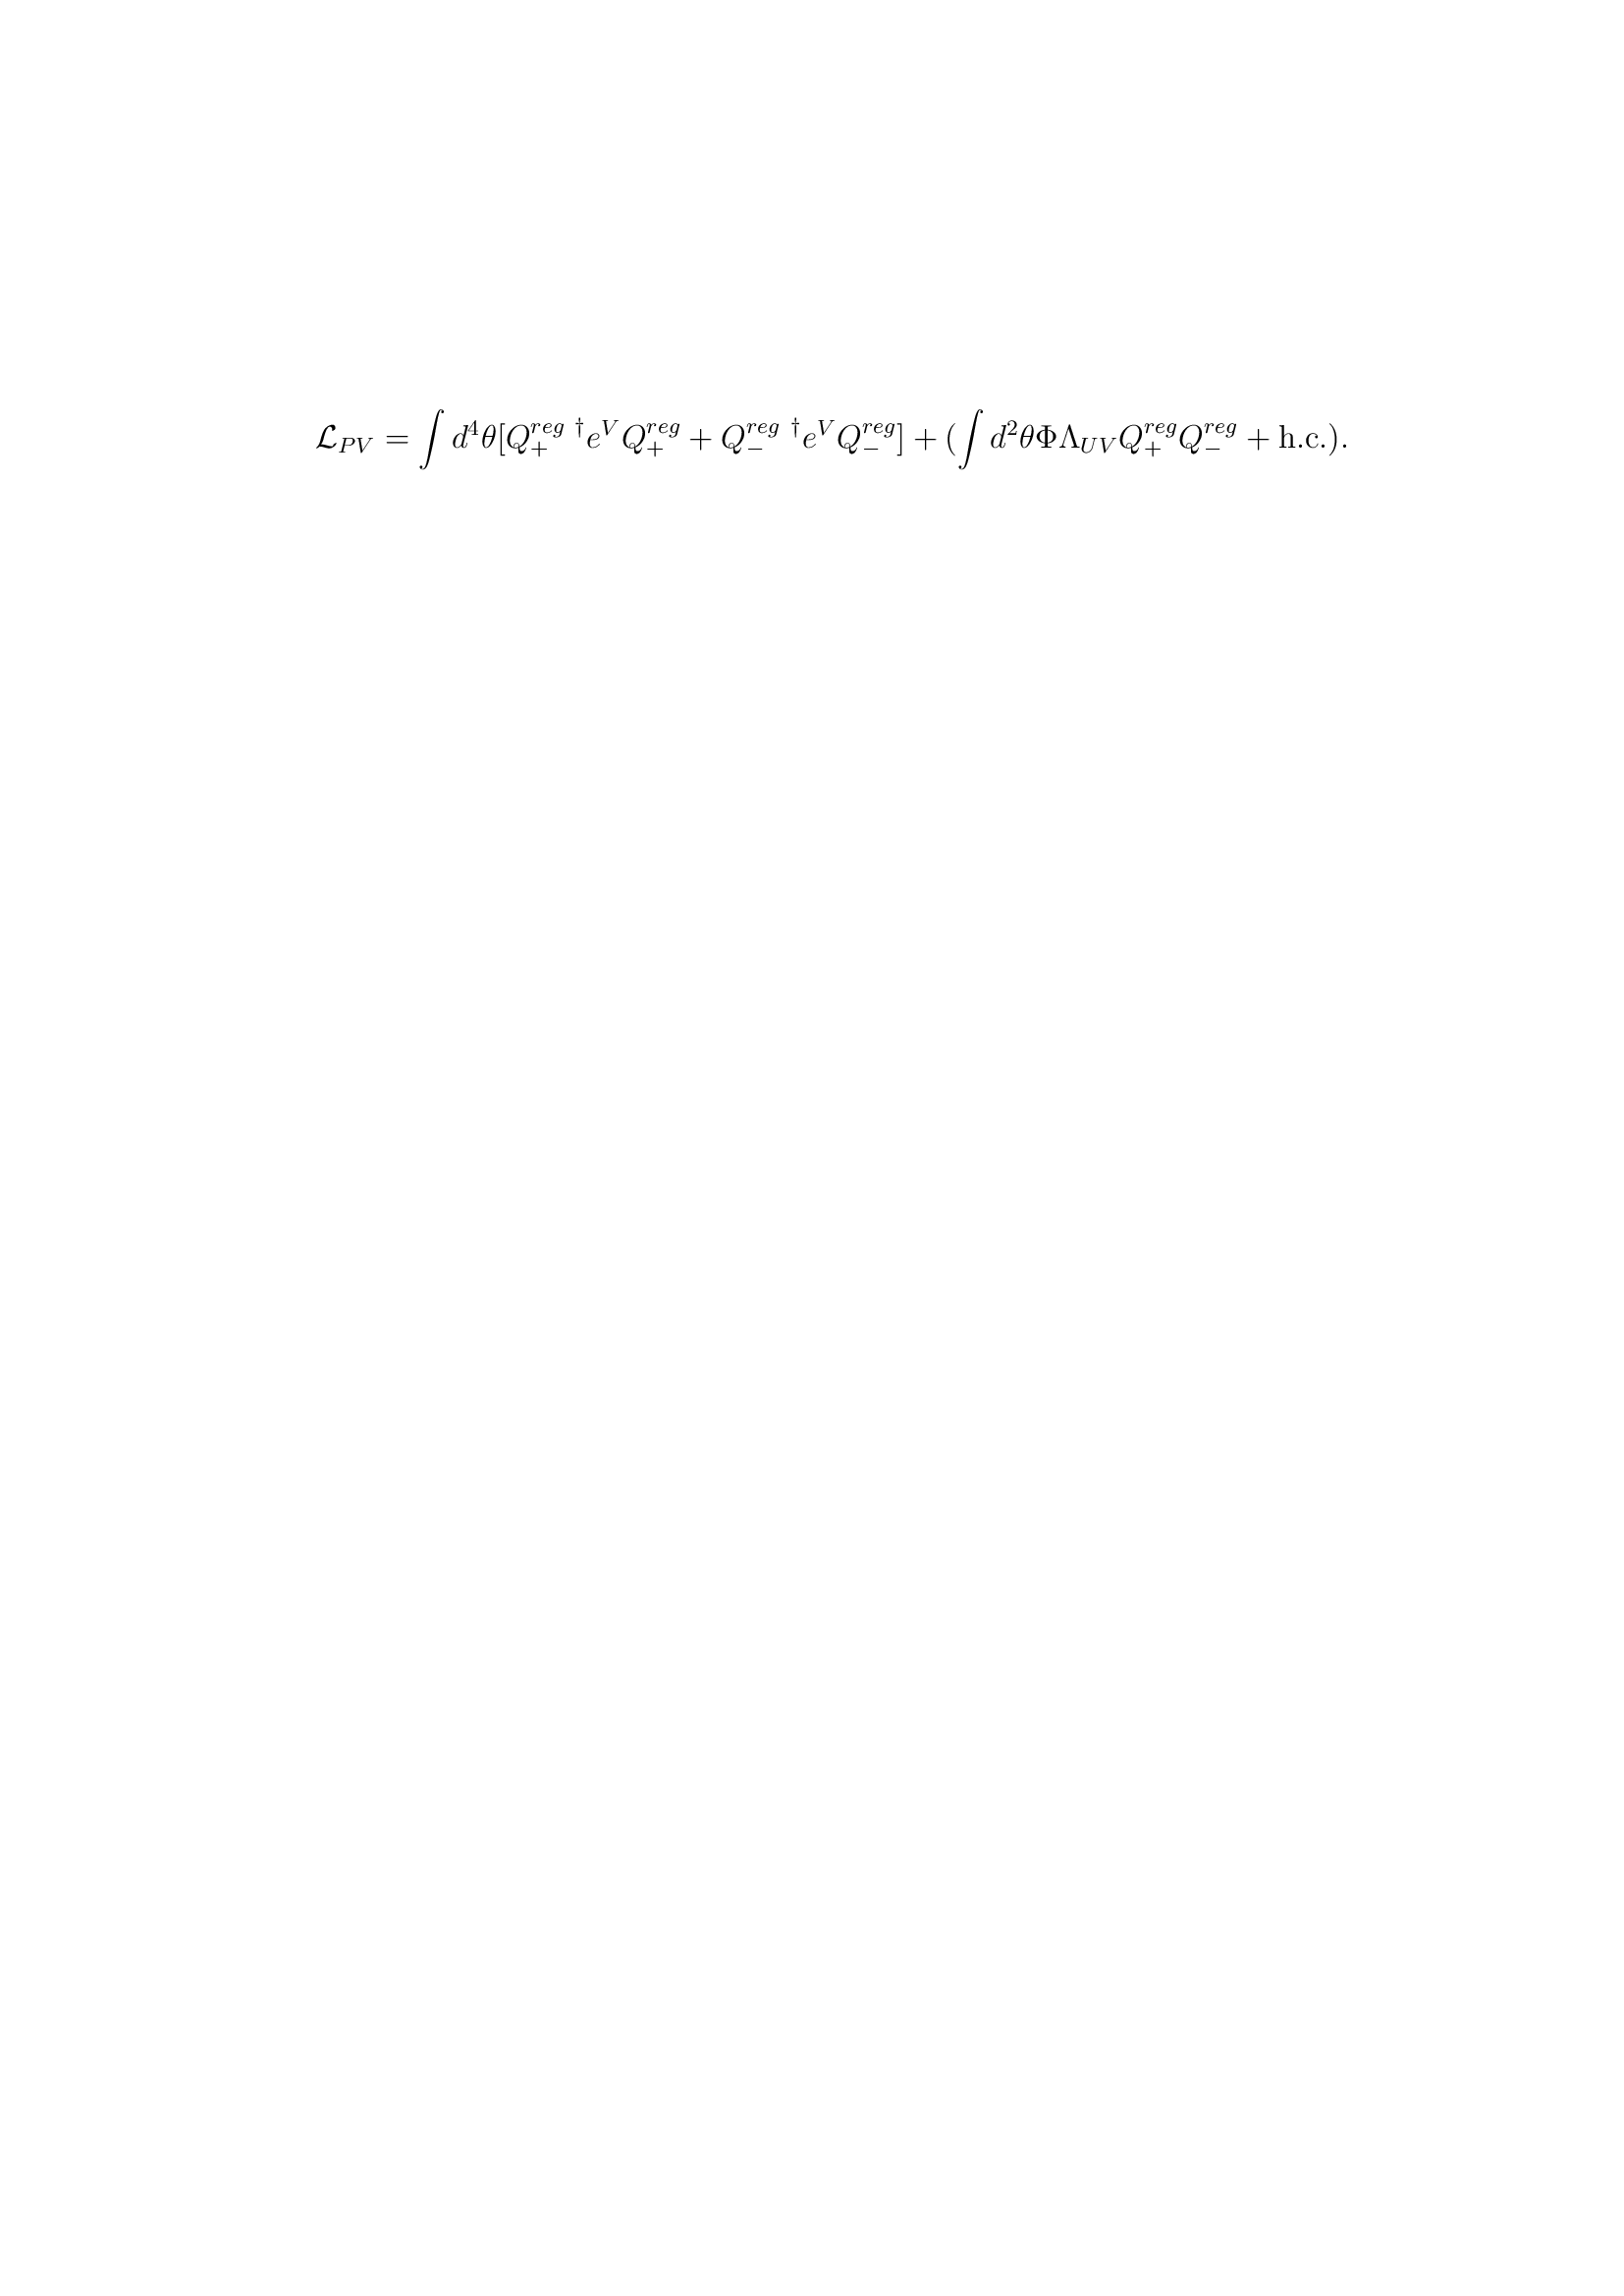 $\mathcal{L}_{PV} = \int d^4\theta [Q_+^{reg\ \dagger} e^V Q_+^{reg} + Q_-^{reg\ \dagger} e^V Q_-^{reg}] + (\int d^2\theta \Phi \Lambda_{UV} Q_+^{reg} Q_-^{reg} + \text{h.c.}).$